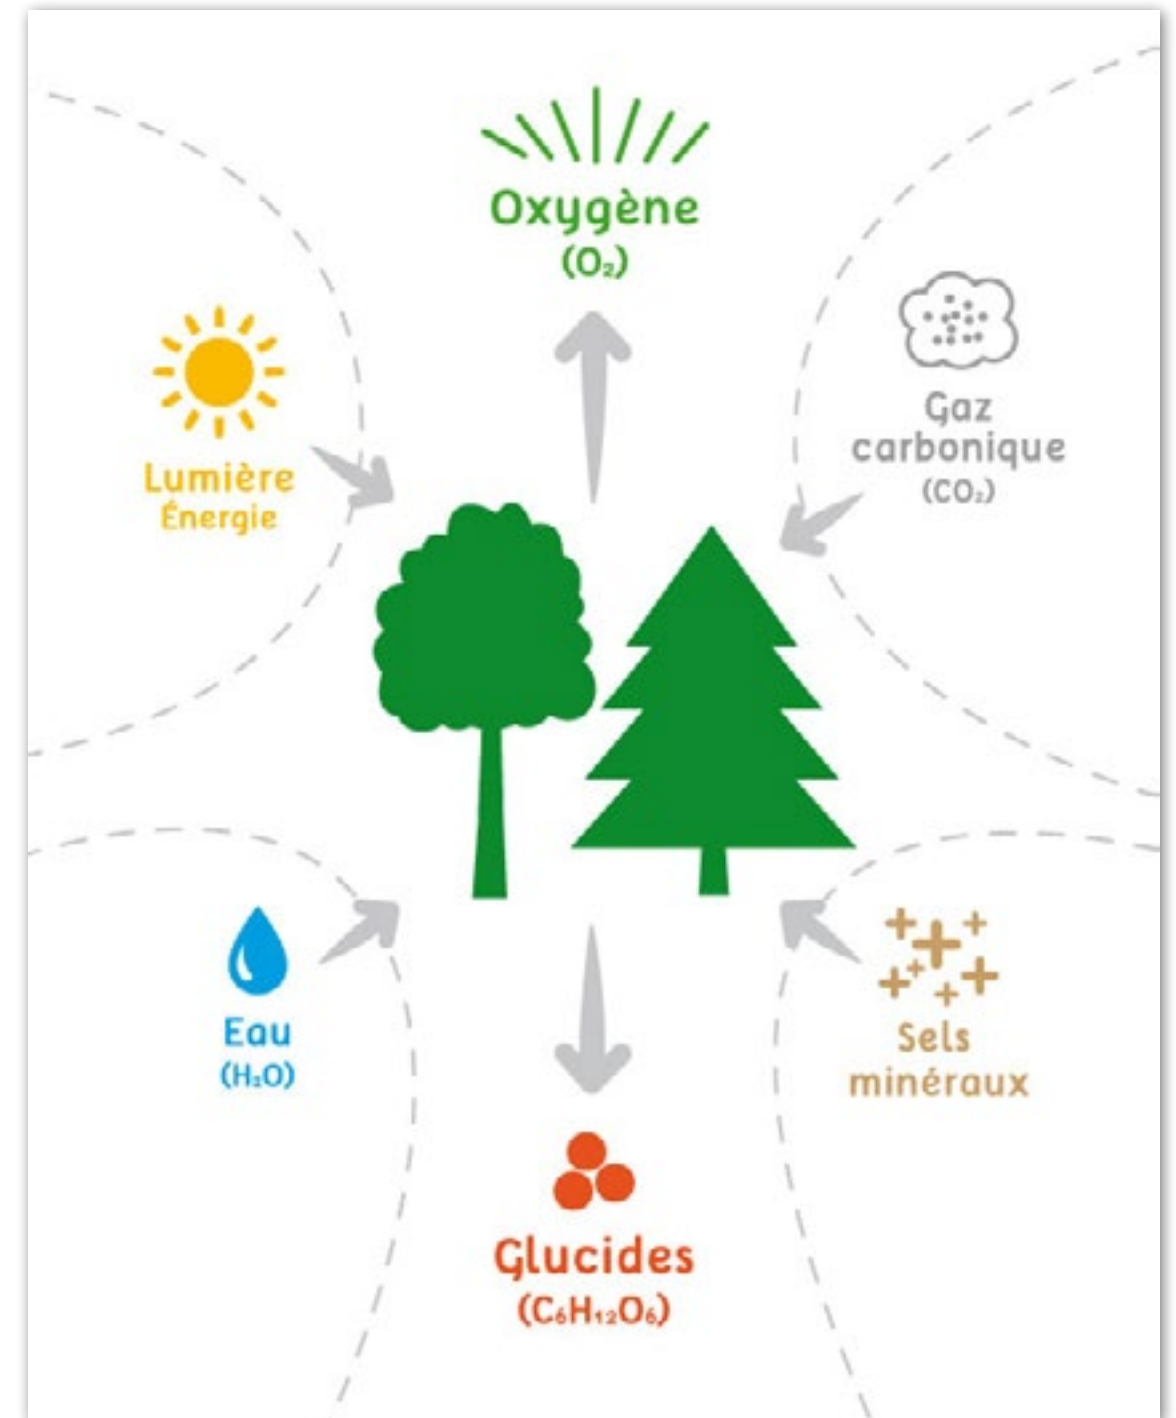 Oxygène
(O₂)
Lumière
Énergie
Gaz
carbonique
(CO₂)
Eau
(H₂O)
Sels
minéraux
Glucides
(C₆H₁₂O₆)